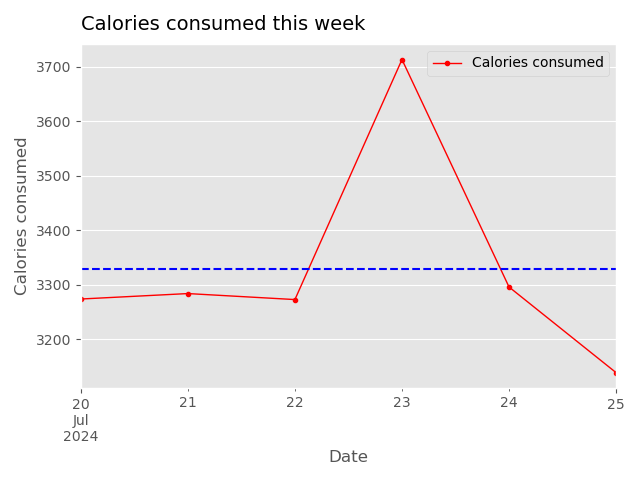 Calories consumed this week
Calories consumed
3700
3600
3500
3400
3300
3200
Calories consumed
20 21 22 23 24 25
Jul
2024
Date